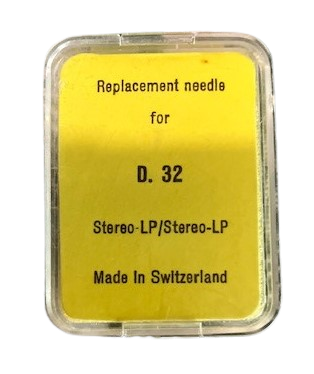 Replacement needle
for
D. 32
Stereo-LP/Stereo-LP
Made in Switzerland